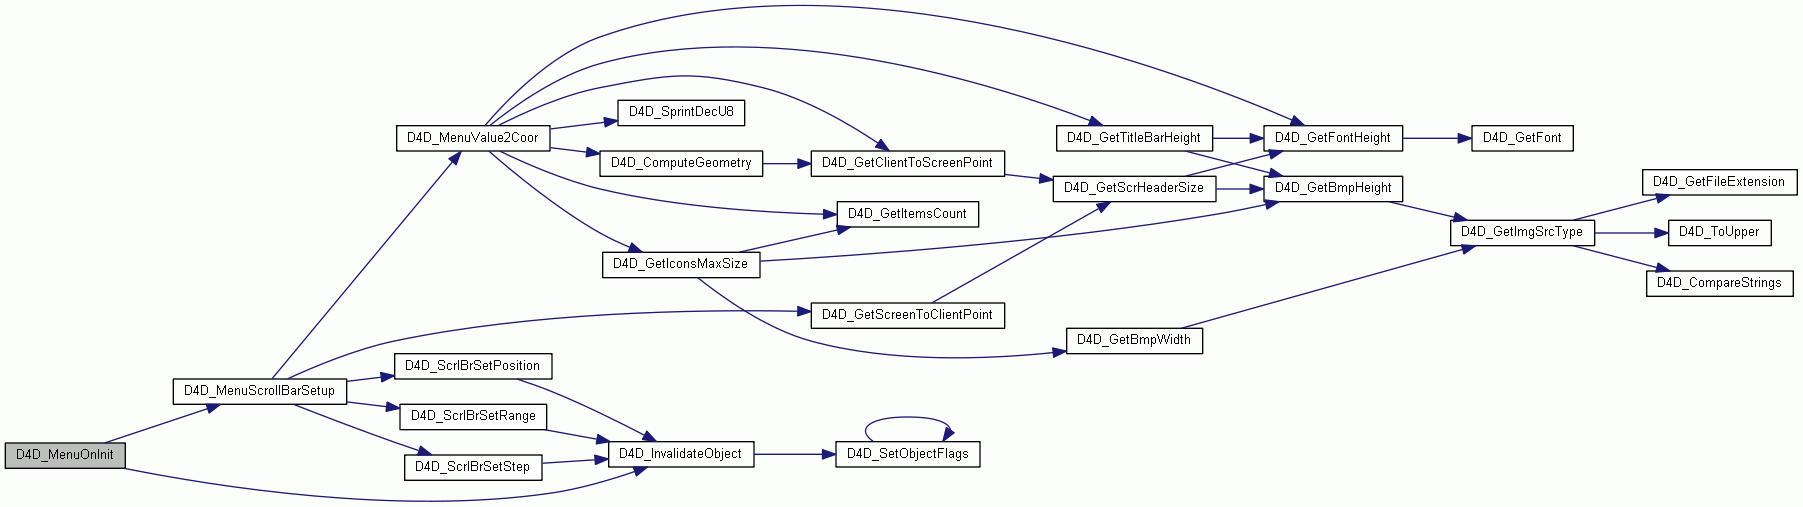 D4D_MenuOnInit
D4D_MenuScrollBarSetup
D4D_MenuValue2Coor
D4D_ScrlBrSetPosition
D4D_ScrlBrSetRange
D4D_ScrlBrSetStep
D4D_SprintDecU8
D4D_ComputeGeometry
D4D_GetIconsMaxSize
D4D_InvalidateObject
D4D_GetClientToScreenPoint
D4D_GetItemsCount
D4D_GetScreenToClientPoint
D4D_SetObjectFlags
D4D_GetTitleBarHeight
D4D_GetScrHeaderSize
D4D_GetBmpWidth
D4D_GetFontHeight
D4D_GetBmpHeight
D4D_GetFont
D4D_GetImgSrcType
D4D_GetFileExtension
D4D_ToUpper
D4D_CompareStrings